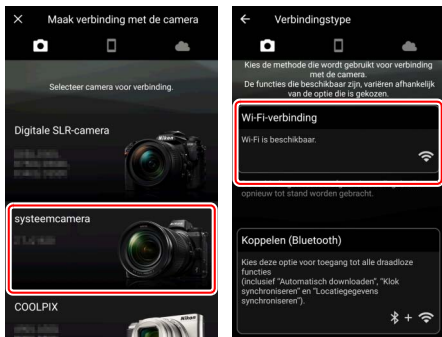 Maak verbinding met de camera
Selecteer camera voor verbinding.
Digitale SLR-camera
Nikon
systeemcamera
Nikon
COOLPIX
Verbindingstype
Kies de methode die wordt gebruikt voor verbinding
met de camera.
De functies die beschikbaar zijn, variëren afhankelijk
van de optie die is gekozen.
Wi-Fi-verbinding
Wi-Fi is beschikbaar.
opnieuw tot stand worden gebracht.
Koppelen (Bluetooth)
Kies deze optie voor toegang tot alle draadloze
functies
(inclusief "Automatisch downloaden", "Klok
synchroniseren" en "Locatiegegevens
synchroniseren").